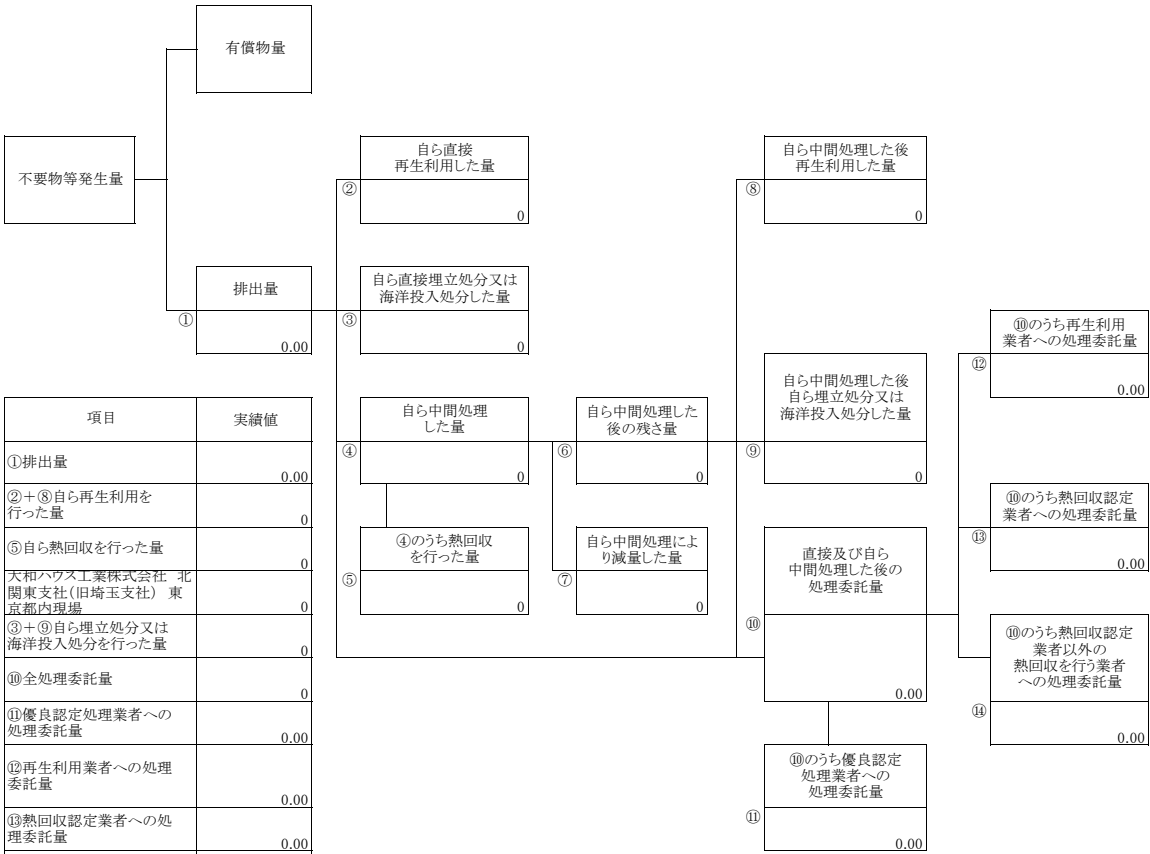 有償物量
不要物等発生量
自ら直接
再生利用した量
②
0
自ら中間処理した後
再生利用した量
⑧
0
排出量
①
0.00
自ら直接埋立処分又は
海洋投入処分した量
③
0
⑩のうち再生利用
業者への処理委託量
⑫
0.00
自ら中間処理した後
自ら埋立処分又は
海洋投入処分した量
⑨
0
自ら中間処理
した量
④
0
自ら中間処理した
後の残さ量
⑥
0
⑩のうち熱回収認定
業者への処理委託量
⑬
0.00
④のうち熱回収
を行った量
⑤
0
自ら中間処理によ
り減量した量
⑦
0
直接及び自ら
中間処理した後の
処理委託量
⑩
0.00
⑩のうち熱回収認定
業者以外の
熱回収を行う業者
への処理委託量
⑭
0.00
⑩のうち優良認定
処理業者への
処理委託量
⑪
0.00
項目 実績値
①排出量
0.00
②+⑧自ら再生利用を
行った量
0
⑤自ら熱回収を行った量
0
大和ハウス工業株式会社 北
関東支社(旧埼玉支社) 東
京都内現場
0
③+⑨自ら埋立処分又は
海洋投入処分を行った量
0
⑩全処理委託量
0
⑪優良認定処理業者への
処理委託量
0.00
⑫再生利用業者への処理
委託量
0.00
⑬熱回収認定業者への処
理委託量
0.00